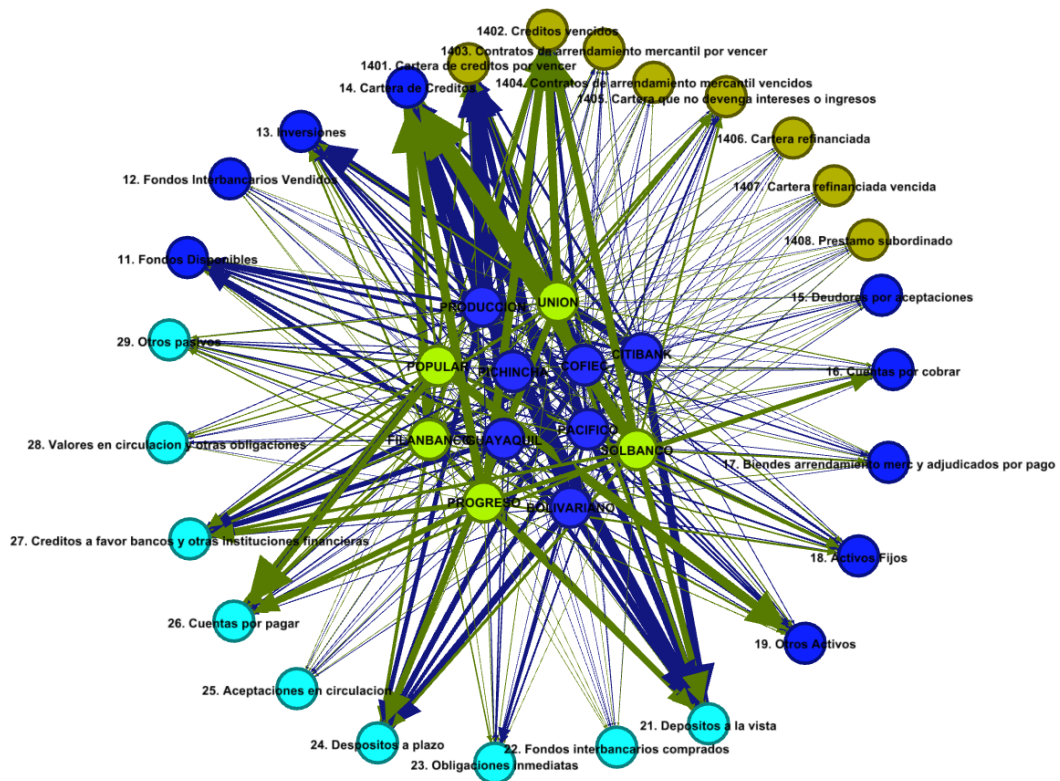 1402. Creditos vencidos
1403. Contratos de arrendamiento mercantil por vencer
1401. Cartera de creditos por vencer
1404. Contratos de arrendamiento mercantil vencidos
14. Cartera de Creditos
1405. Cartera que no devenga intereses o ingresos
13. Inversiones
1406. Cartera refinanciada
12. Fondos Interbancarios Vendidos
1407. Cartera refinanciada vencida
1408. Prestamo subordinado
11. Fondos Disponibles
15. Deudores por aceptaciones
UNION
PRODUCCION
29. Otros pasivos
CITIBANK
POPULAR
PICHINCHA
COFIEC
16. Cuentas por cobrar
28. Valores en circulacion y otras obligaciones
FILANBANCO
GUAYAQUIL
PACIFICO
SOLBANCO
17. Biendes arrendamiento merc y adjudicados por pago
PROGRESO
BOLIVARIANO
27. Creditos a favor bancos y otras instituciones financieras
18. Activos Fijos
26. Cuentas por pagar
19. Otros Activos
25. Aceptaciones en circulacion
21. Depositos a la vista
24. Despositos a plazo
22. Fondos interbancarios comprados
23. Obligaciones inmediatas